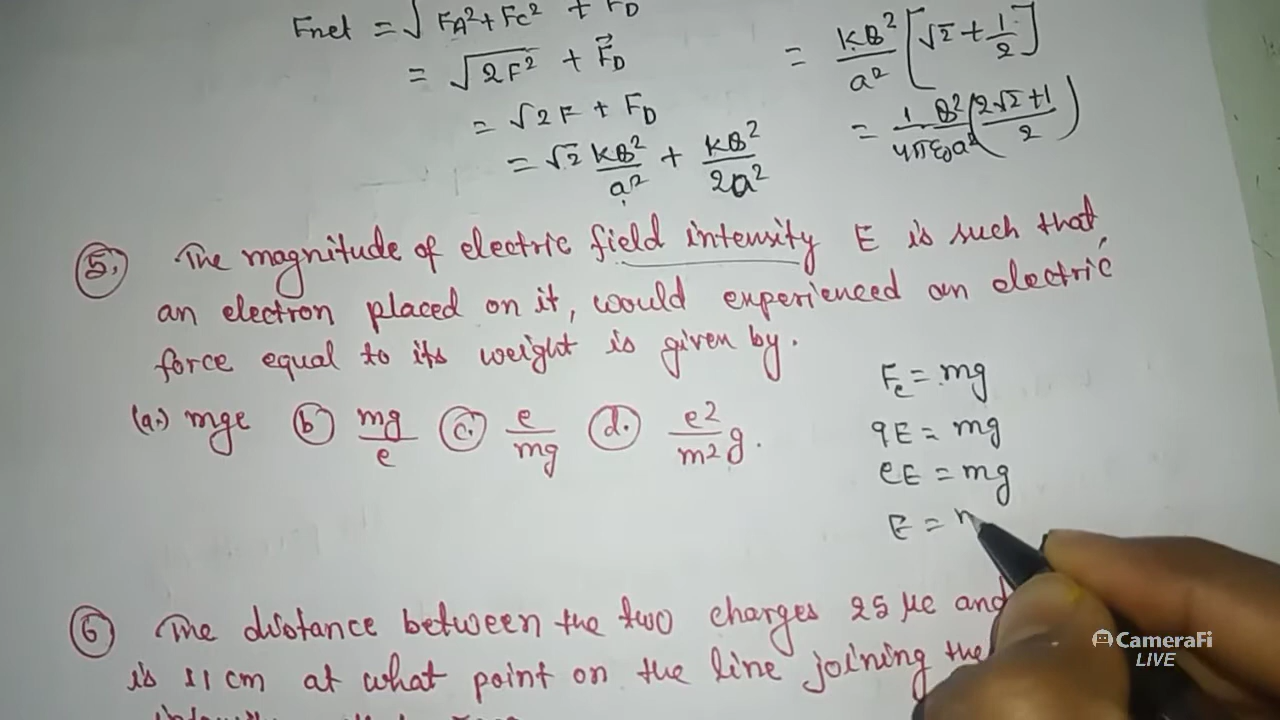 Fnet = √FA²+FC² + FD
= √2F² + F⃗D
= √2F + FD
= √2 KQ²/a² + KQ²/2a²
= KQ²/a² [√2 + 1/2]
= 1/4πε₀ Q²/a² (2√2+1/2)
5. The magnitude of electric field intensity E is such that,
an electron placed on it, would experienced an electric
force equal to its weight is given by.
(a.) mge (b) mg/e (c.) e/mg (d.) e²/m² g.
Fe = mg
qE = mg
eE = mg
E =
6 The distance between the two charges 25 μc and
is 11 cm at what point on the line joining the
CameraFi
LIVE